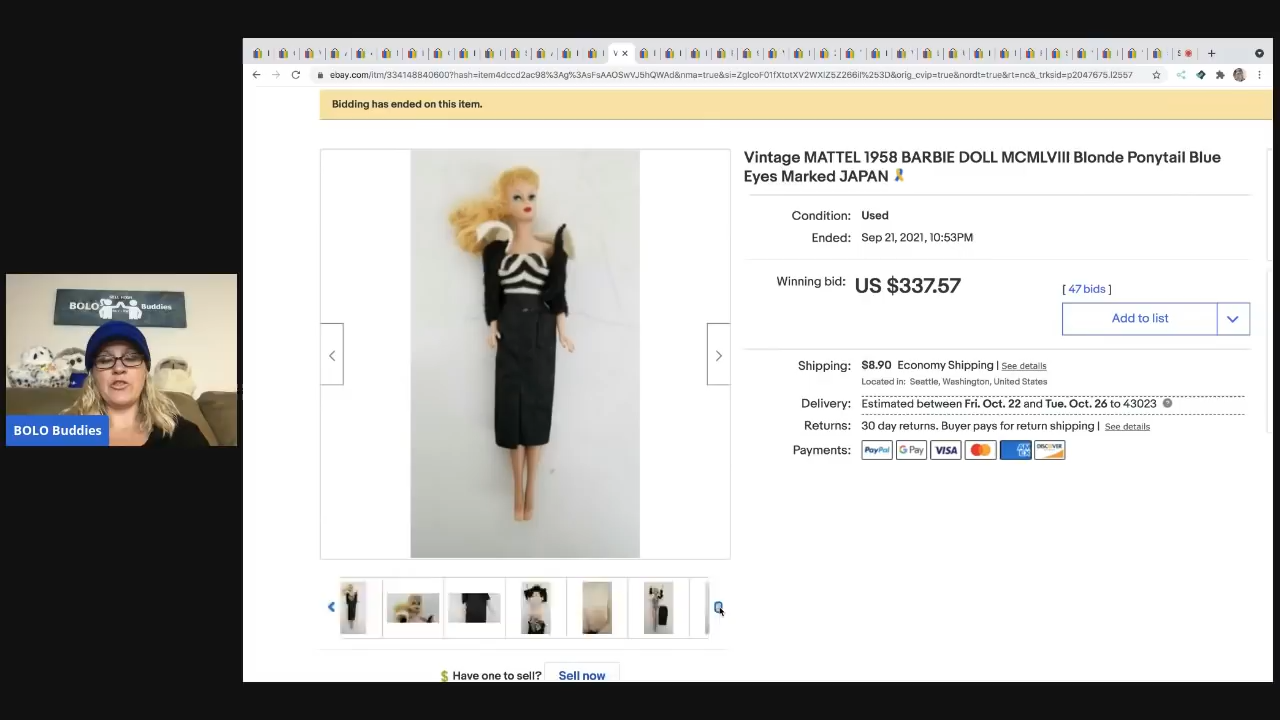 ebay.com/itm/334148840600?hash=item4dccd2ac98%3Ag%3AsFsAAOSwVJ5hQWAd&nma=true&si=ZglcoF01fXtotXV2WXIZ5Z266iI%253D&orig_cvip=true&nordt=true&rt=nc&_trksid=p2047675.l2557
Bidding has ended on this item.
Vintage MATTEL 1958 BARBIE DOLL MCMLVIII Blonde Ponytail Blue
Eyes Marked JAPAN
Condition: Used
Ended: Sep 21, 2021, 10:53PM
Winning bid: US $337.57
[ 47 bids ]
Add to list
Shipping: $8.90 Economy Shipping | See details
Located in: Seattle, Washington, United States
Delivery: Estimated between Fri. Oct. 22 and Tue. Oct. 26 to 43023
Returns: 30 day returns. Buyer pays for return shipping | See details
Payments: PayPal G Pay VISA DISCOVER
BOLO Buddies
BOLO Buddies
$ Have one to sell? Sell now